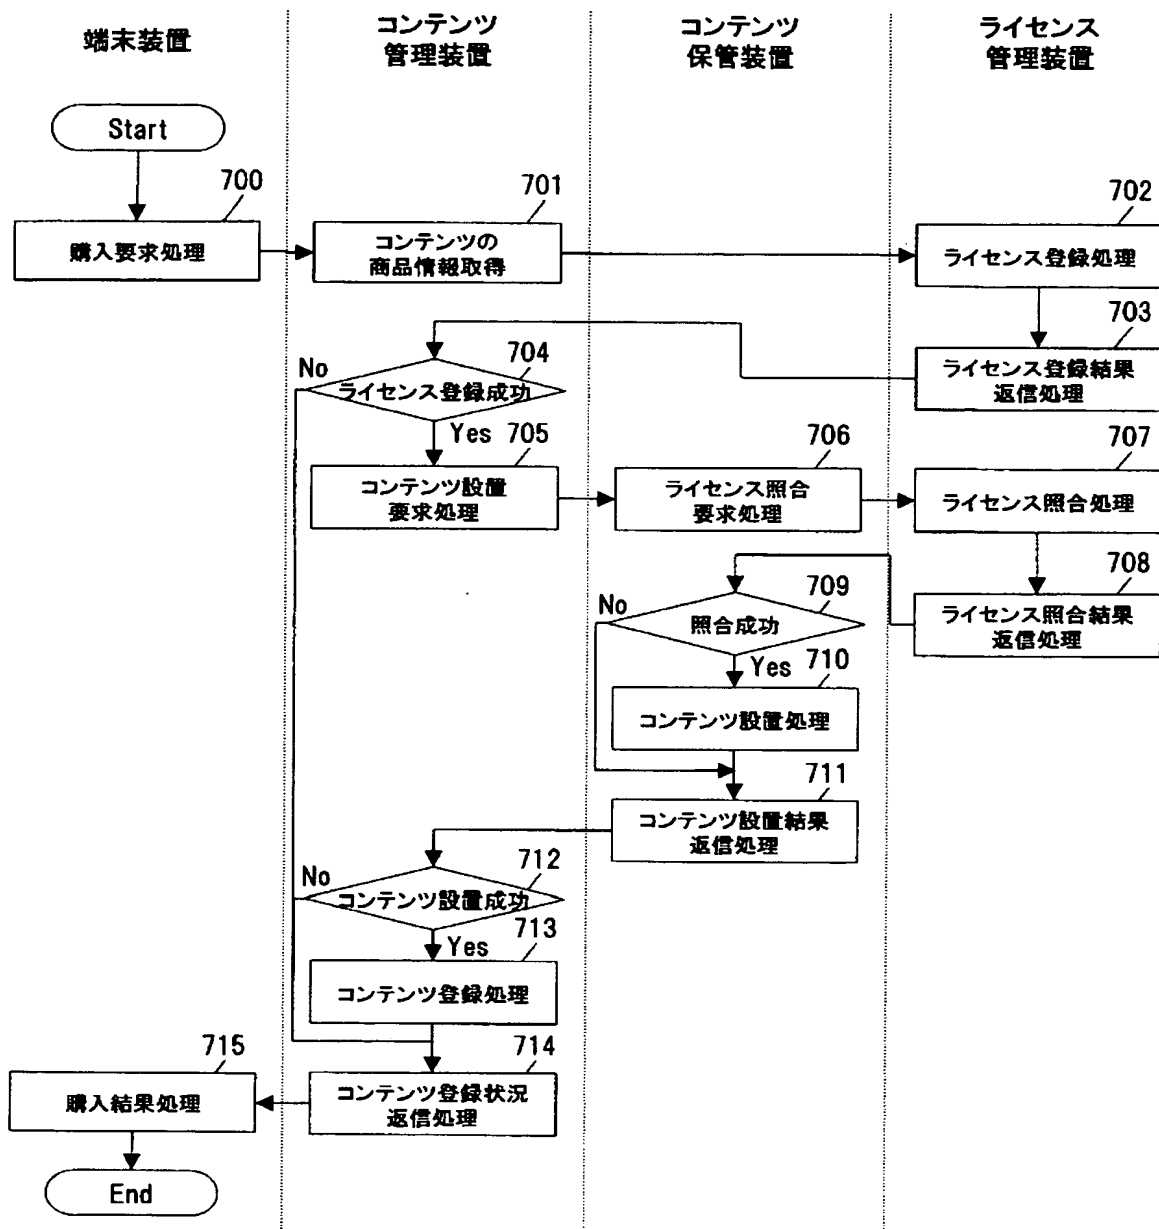 端末装置
コンテンツ
管理装置
コンテンツ
保管装置
ライセンス
管理装置
Start
700
購入要求処理
701
コンテンツの
商品情報取得
702
ライセンス登録処理
703
ライセンス登録結果
返信処理
704
No
ライセンス登録成功
Yes
705
コンテンツ設置
要求処理
706
ライセンス照合
要求処理
707
ライセンス照合処理
708
ライセンス照合結果
返信処理
709
No
照合成功
Yes
710
コンテンツ設置処理
711
コンテンツ設置結果
返信処理
712
No
コンテンツ設置成功
Yes
713
コンテンツ登録処理
714
コンテンツ登録状況
返信処理
715
購入結果処理
End